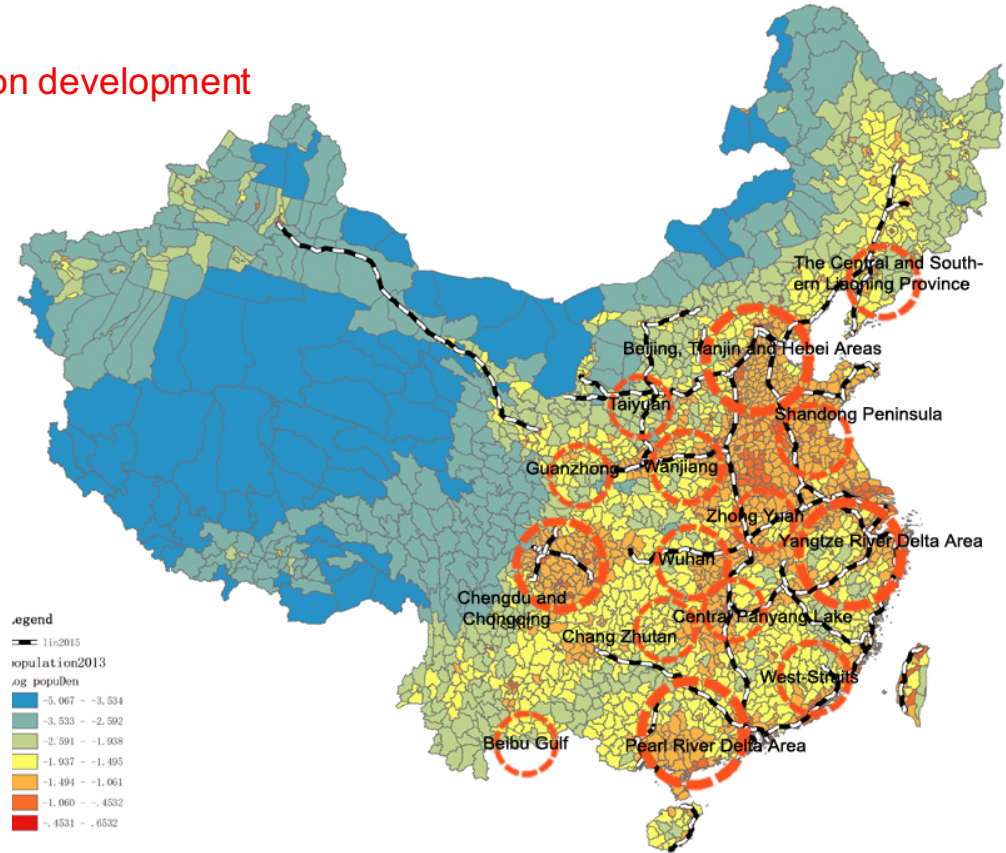 on development
The Central and South-
ern Liaoning Province
Beijing, Tianjin and Hebei Areas
Taiyuan
Shandong Peninsula
Guanzhong
Wanjiang
Zhong Yuan
Yangtze River Delta Area
Wuhan
Chengdu and
Chongqing
Central Panyang Lake
Chang Zhutan
West-Straits
Beibu Gulf
Pearl River Delta Area
egend
lin2015
opulation2013
og popuDen
-5.067 - -3.534
-3.533 - -2.592
-2.591 - -1.938
-1.937 - -1.495
-1.494 - -1.061
-1.060 - -.4532
-.4531 - .6532